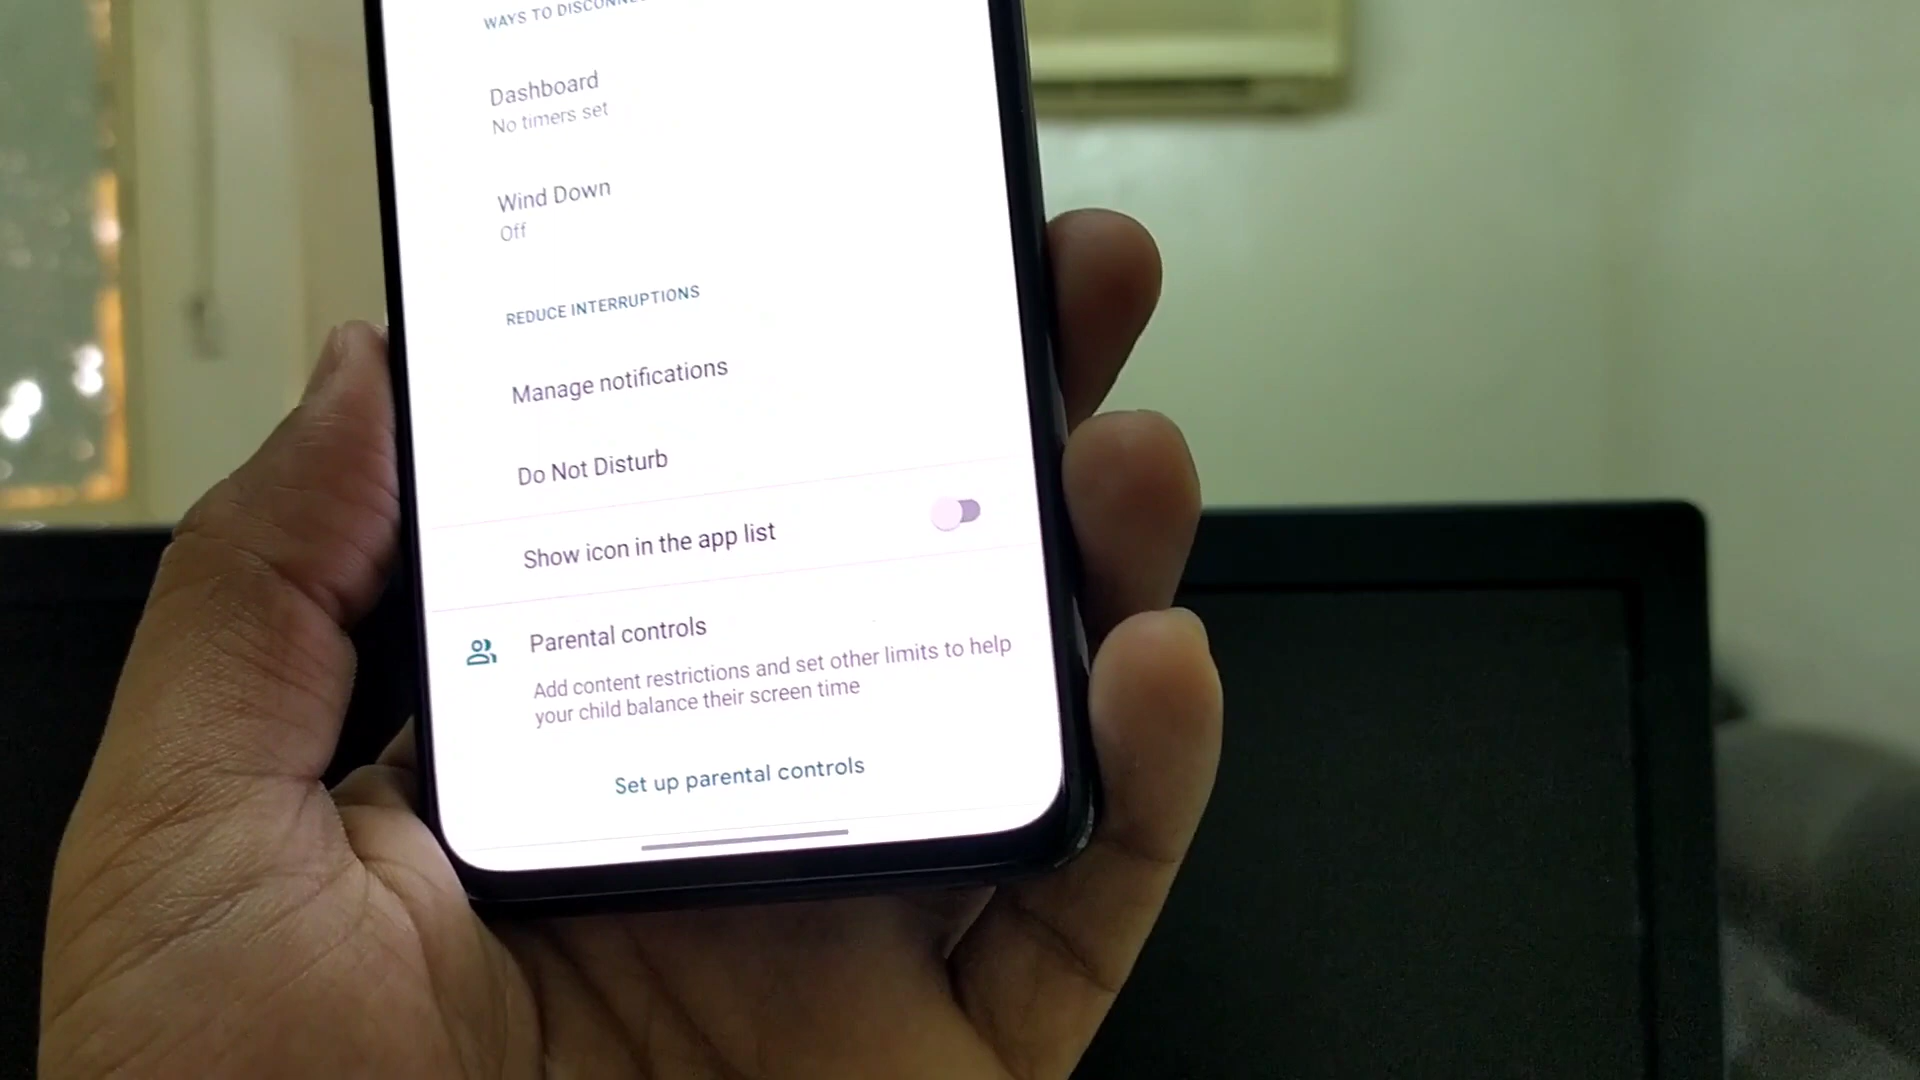 WAYS TO
Dashboard
No timers set
Wind Down
Off
REDUCE INTERRUPTIONS
Manage notifications
Do Not Disturb
Show icon in the app list
Parental controls
Add content restrictions and set other limits to help
your child balance their screen time
Set up parental controls